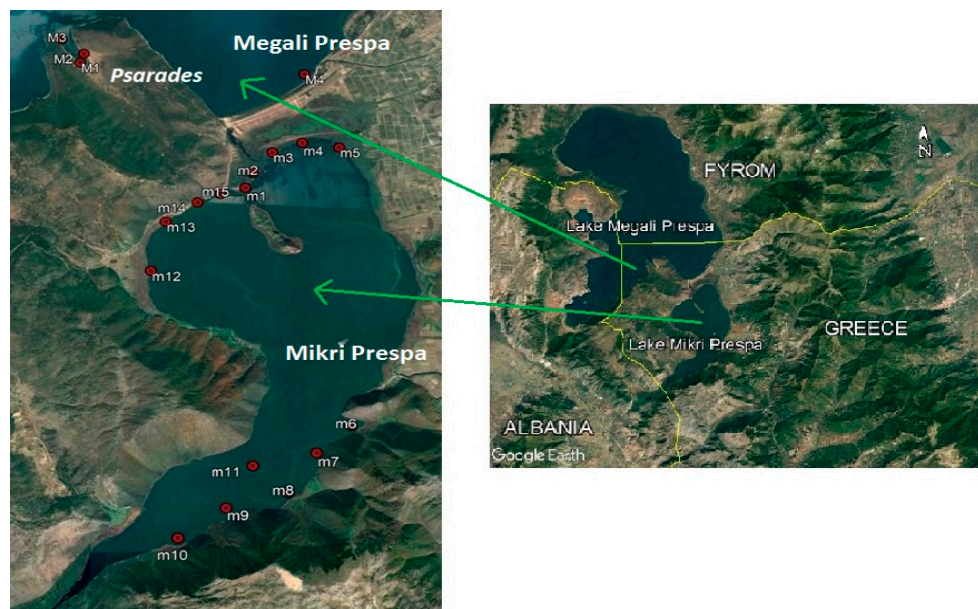 M3
M2
M1
Psarades
Megali Prespa
M4
m2
m3
m4
m5
m1
m15
m14
m13
m12
Mikri Prespa
m6
m7
m11
m8
m9
m10
N
FYROM
Lake Megali Prespa
GREECE
Lake Mikri Prespa
ALBANIA
Google Earth